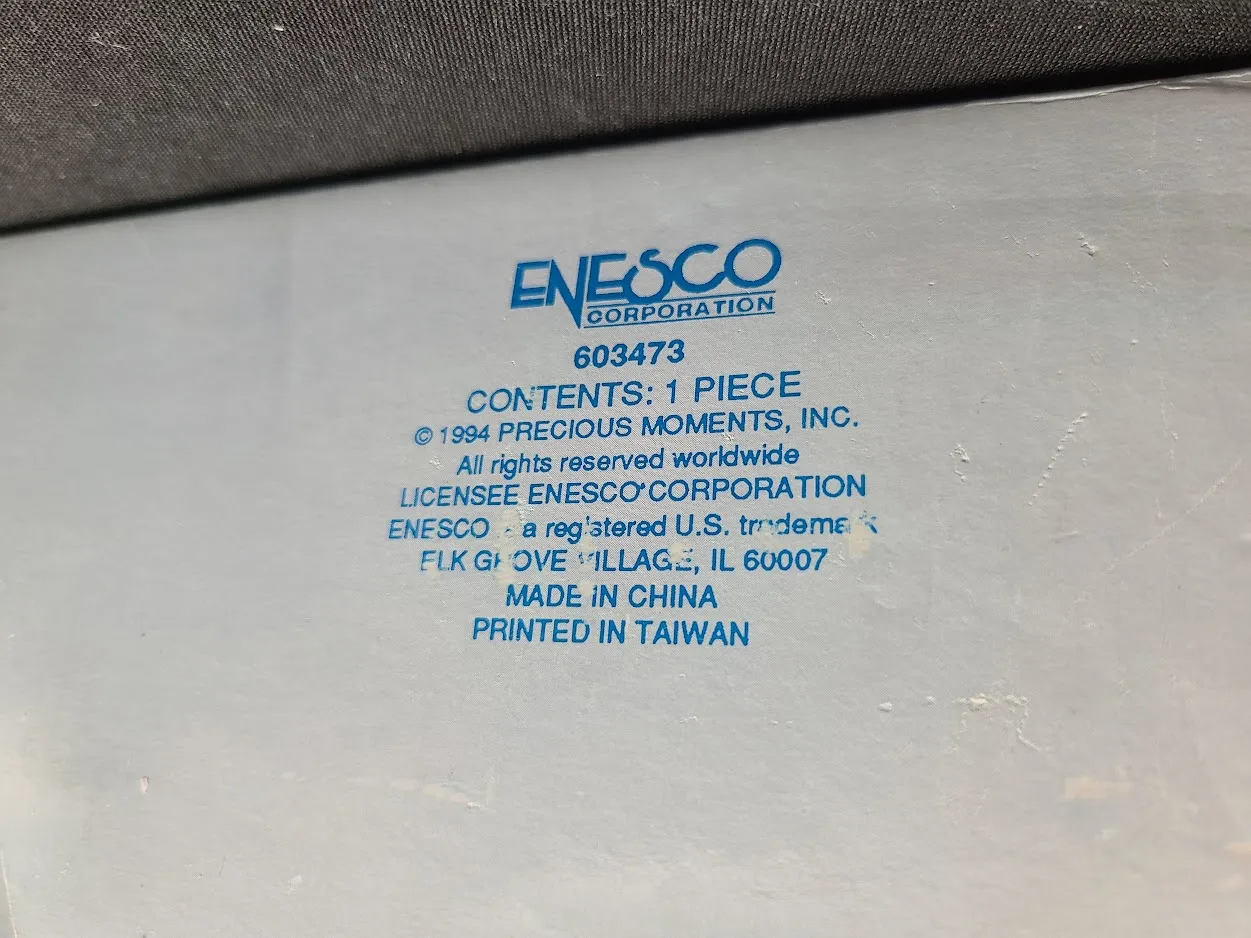 ENESCO
CORPORATION
603473
CONTENTS: 1 PIECE
© 1994 PRECIOUS MOMENTS, INC.
All rights reserved worldwide
LICENSEE ENESCO CORPORATION
ENESCO a registered U.S. trademark
ELK GROVE VILLAGE, IL 60007
MADE IN CHINA
PRINTED IN TAIWAN